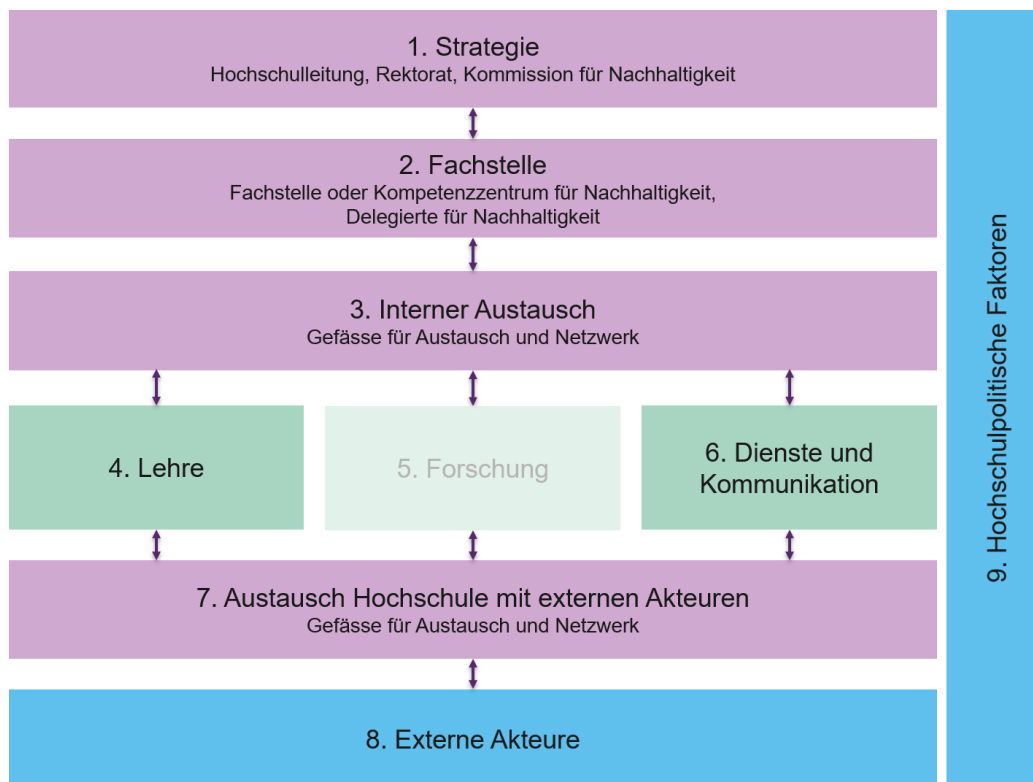 1. Strategie
Hochschulleitung, Rektorat, Kommission für Nachhaltigkeit
2. Fachstelle
Fachstelle oder Kompetenzzentrum für Nachhaltigkeit,
Delegierte für Nachhaltigkeit
3. Interner Austausch
Gefässe für Austausch und Netzwerk
4. Lehre
5. Forschung
6. Dienste und
Kommunikation
7. Austausch Hochschule mit externen Akteuren
Gefässe für Austausch und Netzwerk
8. Externe Akteure
9. Hochschulpolitische Faktoren